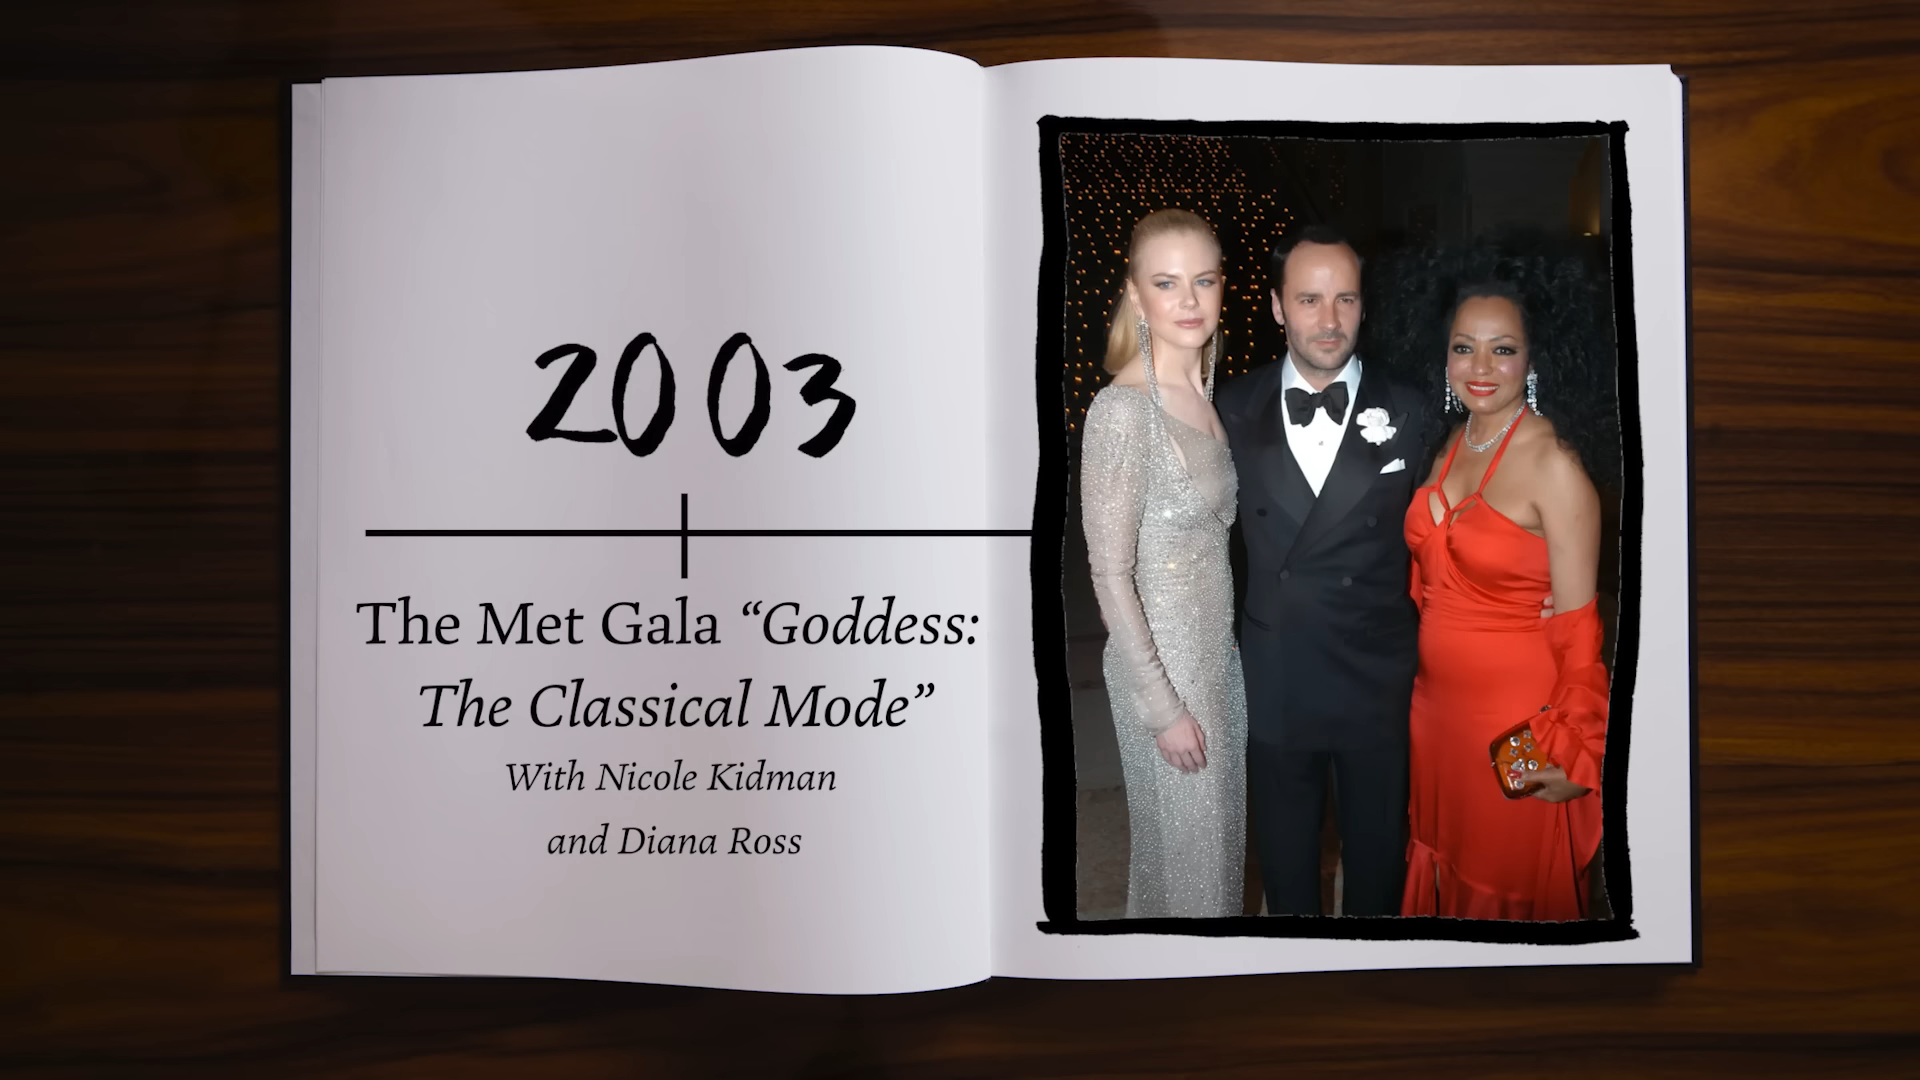 2003
The Met Gala “Goddess:
The Classical Mode”
With Nicole Kidman
and Diana Ross